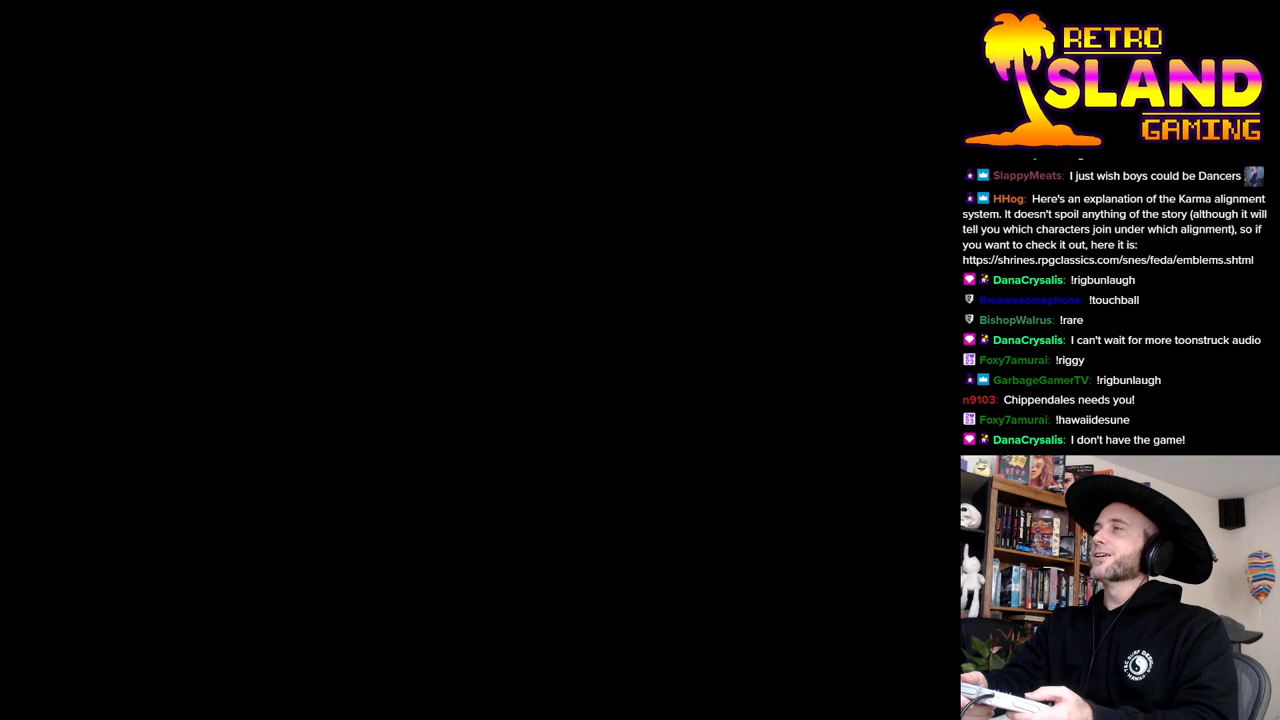 RETRO
ISLAND
GAMING
SlappyMeats: I just wish boys could be Dancers
HHog: Here's an explanation of the Karma alignment
system. It doesn't spoil anything of the story (although it will
tell you which characters join under which alignment), so if
you want to check it out, here it is:
https://shrines.rpgclassics.com/snes/feda/emblems.shtml
DanaCrysalis: !rigbunlaugh
theawesomephone: !touchball
BishopWalrus: !rare
DanaCrysalis: I can't wait for more toonstruck audio
Foxy7amurai: !riggy
GarbageGamerTV: !rigbunlaugh
n9103: Chippendales needs you!
Foxy7amurai: !hawaiidesune
DanaCrysalis: I don't have the game!